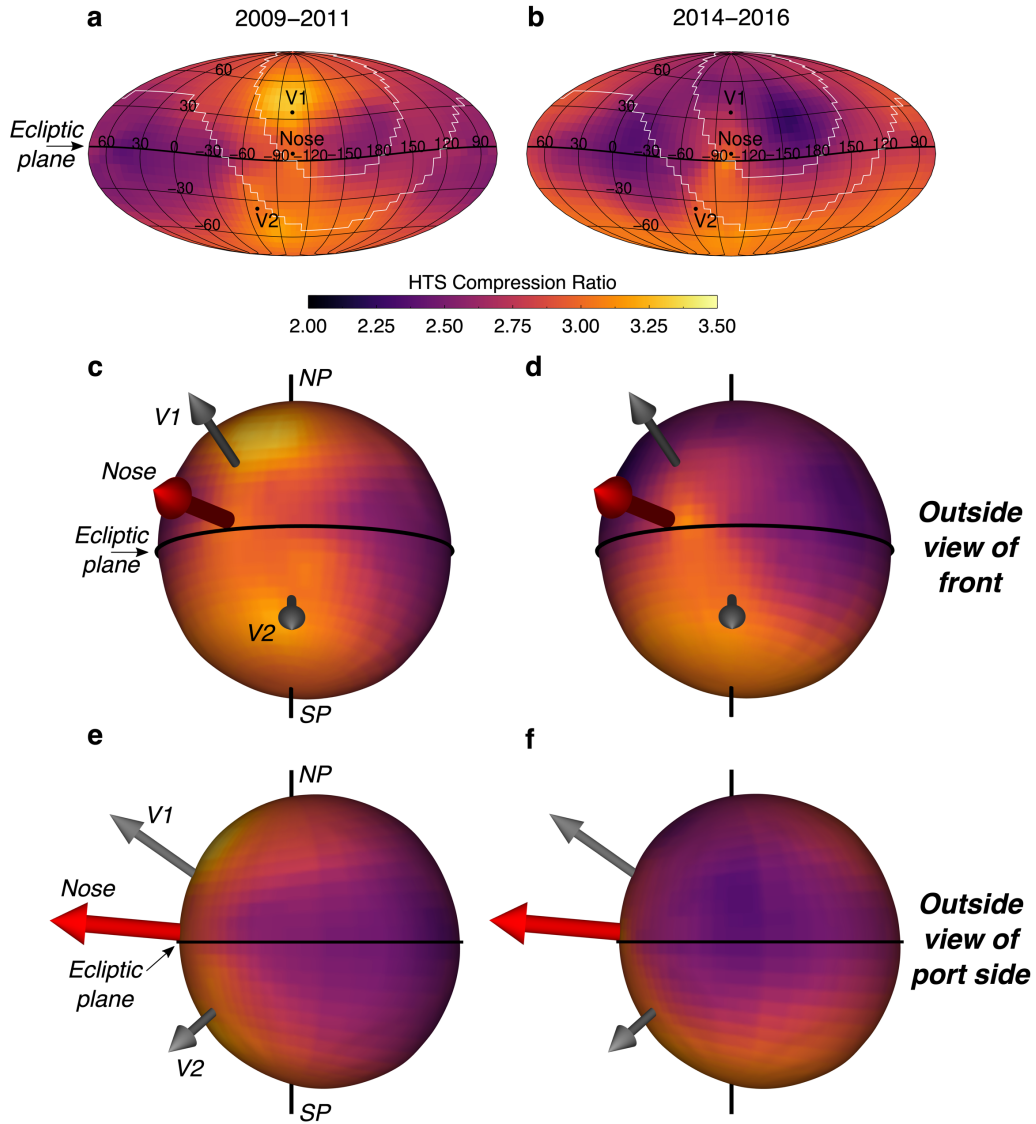 a
2009–2011
b
2014–2016
60
30
V1
Nose
Ecliptic
plane
60 30 0 −30 −60 −90 −120 −150 180 150 120 90
−30
−60
V2
60
30
V1
Nose
60 30 0 −30 −60 −90 −120 −150 180 150 120 90
−30
−60
V2
HTS Compression Ratio
2.00 2.25 2.50 2.75 3.00 3.25 3.50
c
NP
V1
Nose
Ecliptic
plane
V2
SP
d
Outside
view of
front
e
NP
V1
Nose
Ecliptic
plane
V2
SP
f
Outside
view of
port side